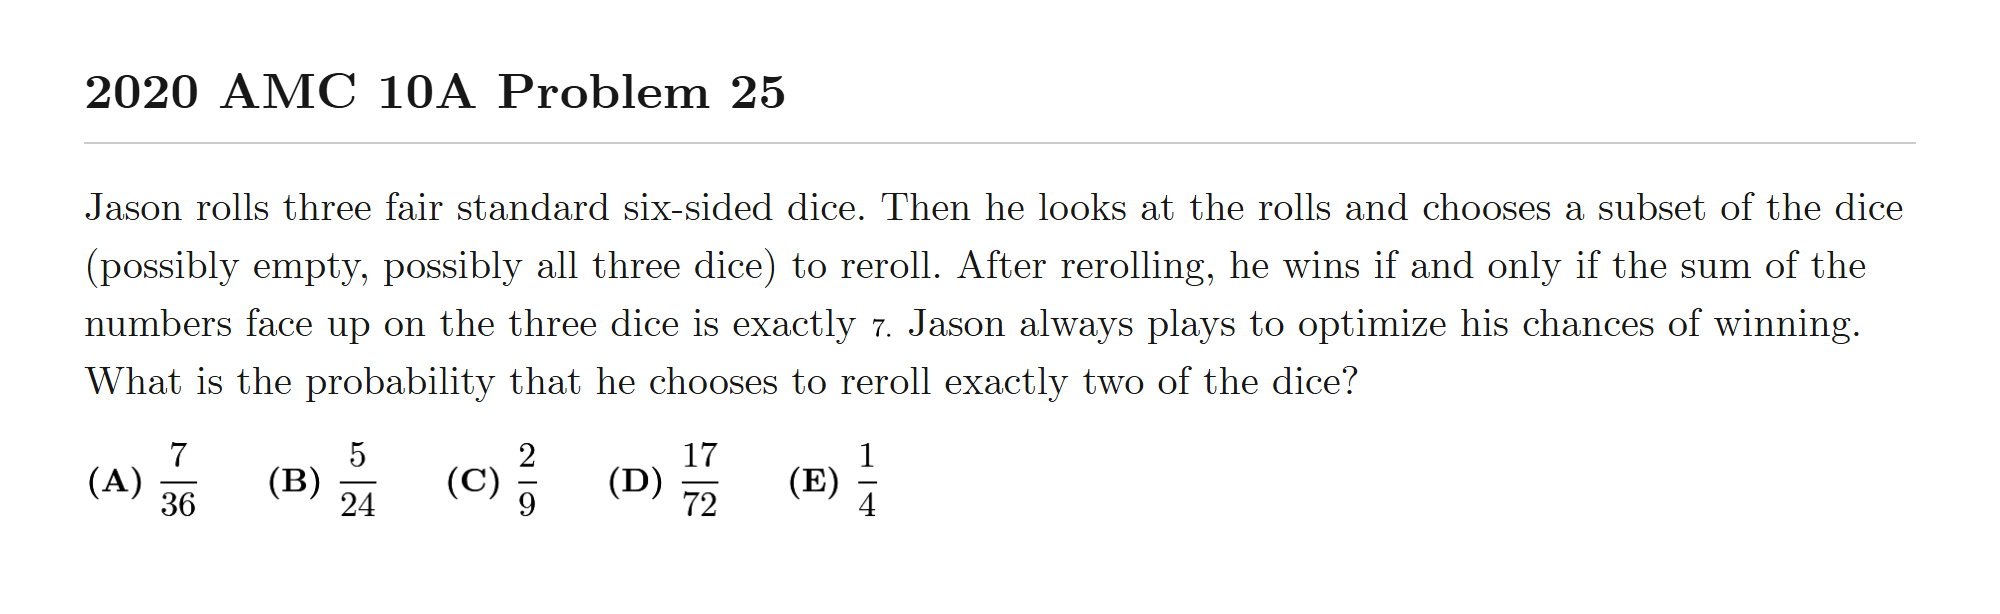 2020 AMC 10A Problem 25
Jason rolls three fair standard six-sided dice. Then he looks at the rolls and chooses a subset of the dice
(possibly empty, possibly all three dice) to reroll. After rerolling, he wins if and only if the sum of the
numbers face up on the three dice is exactly 7. Jason always plays to optimize his chances of winning.
What is the probability that he chooses to reroll exactly two of the dice?
(A) 7/36 (B) 5/24 (C) 2/9 (D) 17/72 (E) 1/4